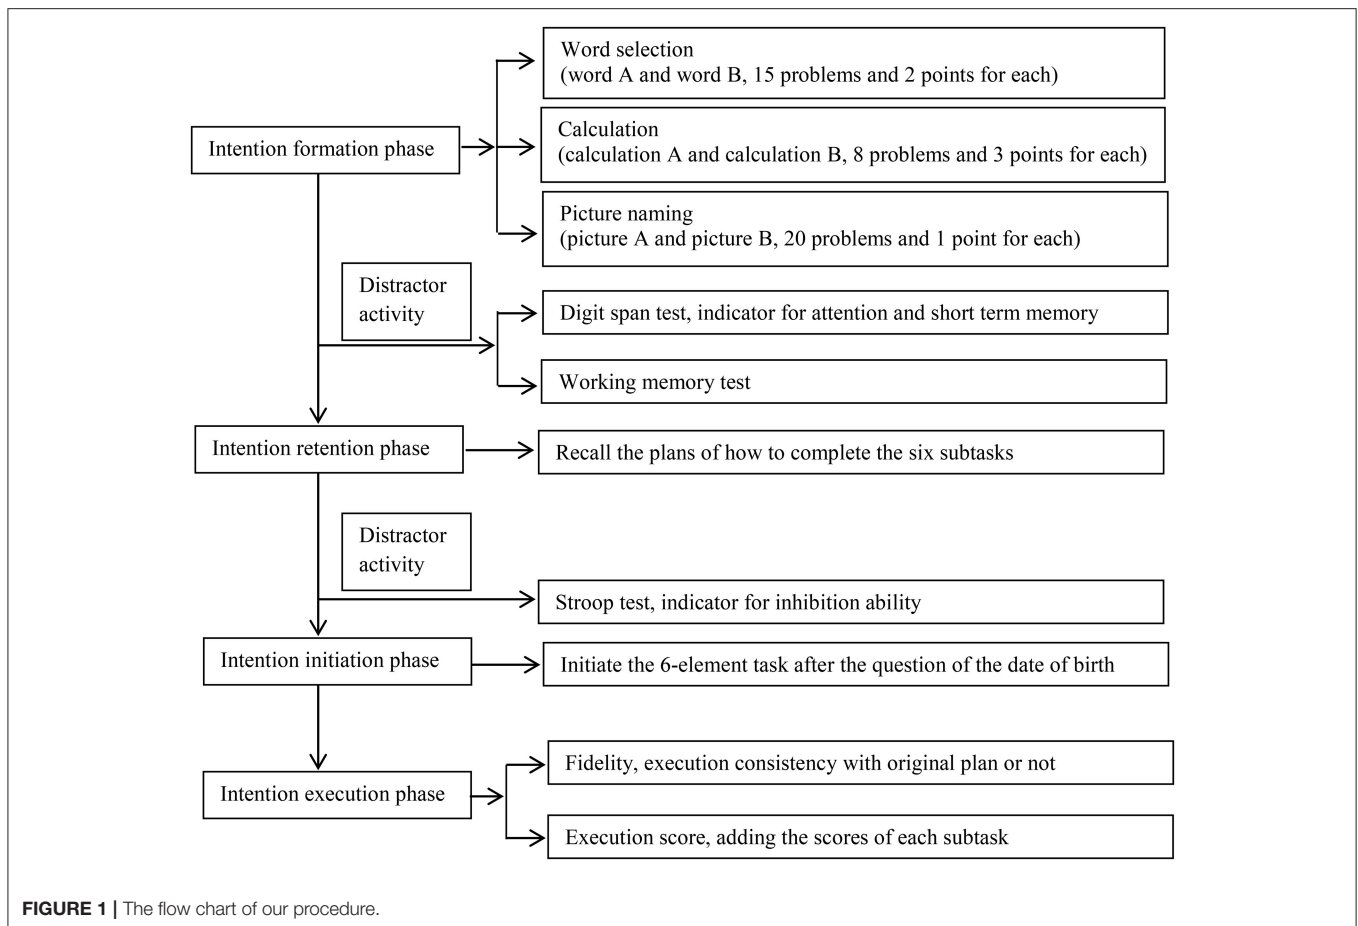 Word selection
(word A and word B, 15 problems and 2 points for each)
Intention formation phase
Calculation
(calculation A and calculation B, 8 problems and 3 points for each)
Picture naming
(picture A and picture B, 20 problems and 1 point for each)
Distractor
activity
Digit span test, indicator for attention and short term memory
Working memory test
Intention retention phase
Recall the plans of how to complete the six subtasks
Distractor
activity
Stroop test, indicator for inhibition ability
Intention initiation phase
Initiate the 6-element task after the question of the date of birth
Intention execution phase
Fidelity, execution consistency with original plan or not
Execution score, adding the scores of each subtask
FIGURE 1 | The flow chart of our procedure.